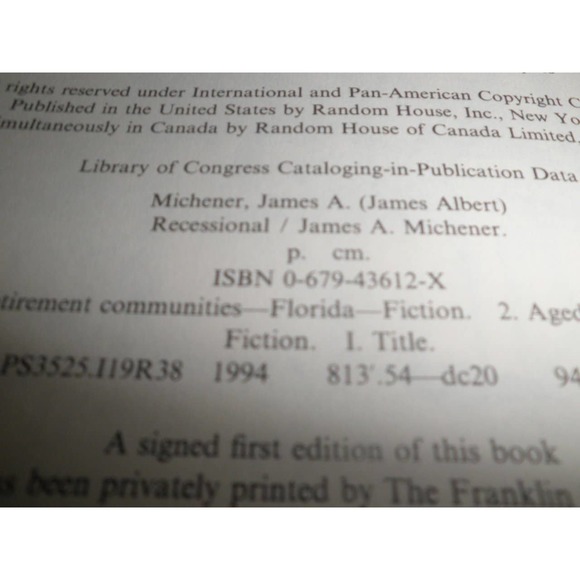 rights reserved under International and Pan-American Copyright C
Published in the United States by Random House, Inc., New Yo
multaneously in Canada by Random House of Canada Limited,
Library of Congress Cataloging-in-Publication Data
Michener, James A. (James Albert)
Recessional / James A. Michener.
p. cm.
ISBN 0-679-43612-X
tirement communities—Florida—Fiction. 2. Aged
Fiction. I. Title.
PS3525.I19R38 1994 813'.54—dc20 94
A signed first edition of this book
s been privately printed by The Franklin